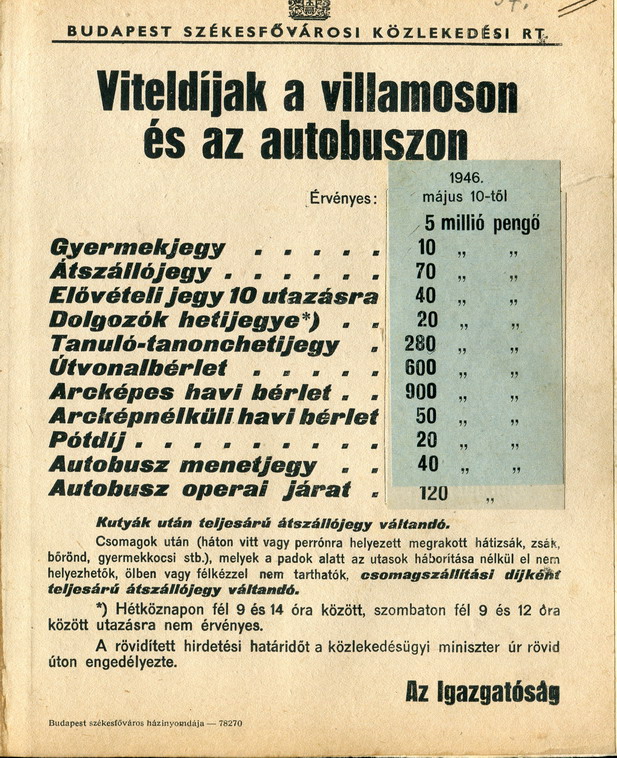 BUDAPEST SZÉKESFŐVÁROSI KÖZLEKEDÉSI RT.
Viteldíjak a villamoson
és az autobuszon
Érvényes: 1946.
május 10-től
5 millió pengő
Gyermekjegy . . . . . 10 „ „
Átszállójegy . . . . . . 70 „ „
Elővételi jegy 10 utazásra 40 „ „
Dolgozók hetijegye*) . . 20 „ „
Tanuló-tanonchetijegy . 280 „ „
Útvonalbérlet . . . . . 600 „ „
Arcképes havi bérlet . . 900 „ „
Arcképnélküli havi bérlet 50 „ „
Pótdíj . . . . . . . . . 20 „ „
Autobusz menetjegy . . 40 „ „
Autobusz operai járat . 120 „
Kutyák után teljesárú átszállójegy váltandó.
Csomagok után (háton vitt vagy perrónra helyezett megrakott hátizsák, zsák,
bőrönd, gyermekkocsi stb.), melyek a padok alatt az utasok háborítása nélkül el nem
helyezhetők, ölben vagy félkézzel nem tarthatók, csomagszállítási díjként
teljesárú átszállójegy váltandó.
*) Hétköznapon fél 9 és 14 óra között, szombaton fél 9 és 12 óra
között utazásra nem érvényes.
A rövidített hirdetési határidőt a közlekedésügyi miniszter úr rövid
úton engedélyezte.
Az Igazgatóság
Budapest székesfőváros házinyomdája — 78270